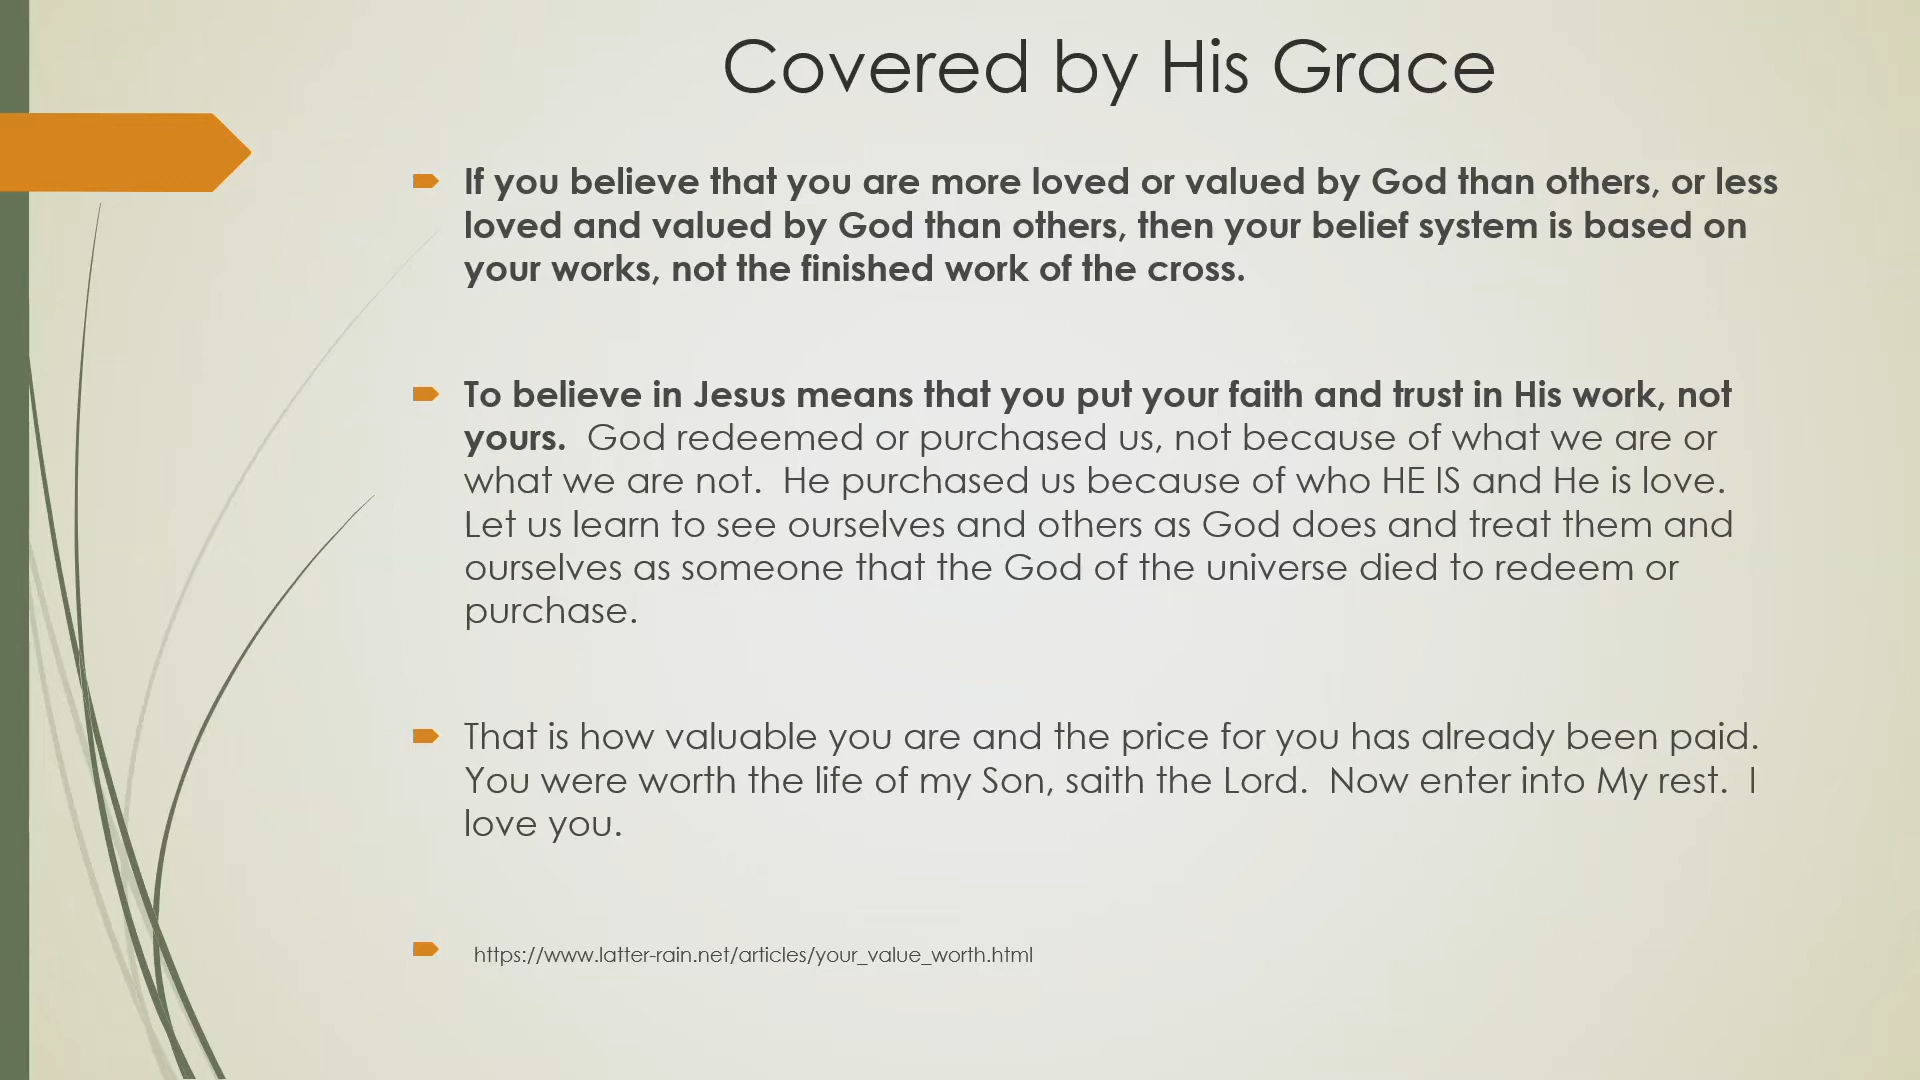 Covered by His Grace
If you believe that you are more loved or valued by God than others, or less
loved and valued by God than others, then your belief system is based on
your works, not the finished work of the cross.
To believe in Jesus means that you put your faith and trust in His work, not
yours.  God redeemed or purchased us, not because of what we are or
what we are not.  He purchased us because of who HE IS and He is love.
Let us learn to see ourselves and others as God does and treat them and
ourselves as someone that the God of the universe died to redeem or
purchase.
That is how valuable you are and the price for you has already been paid.
You were worth the life of my Son, saith the Lord.  Now enter into My rest.  I
love you.
https://www.latter-rain.net/articles/your_value_worth.html